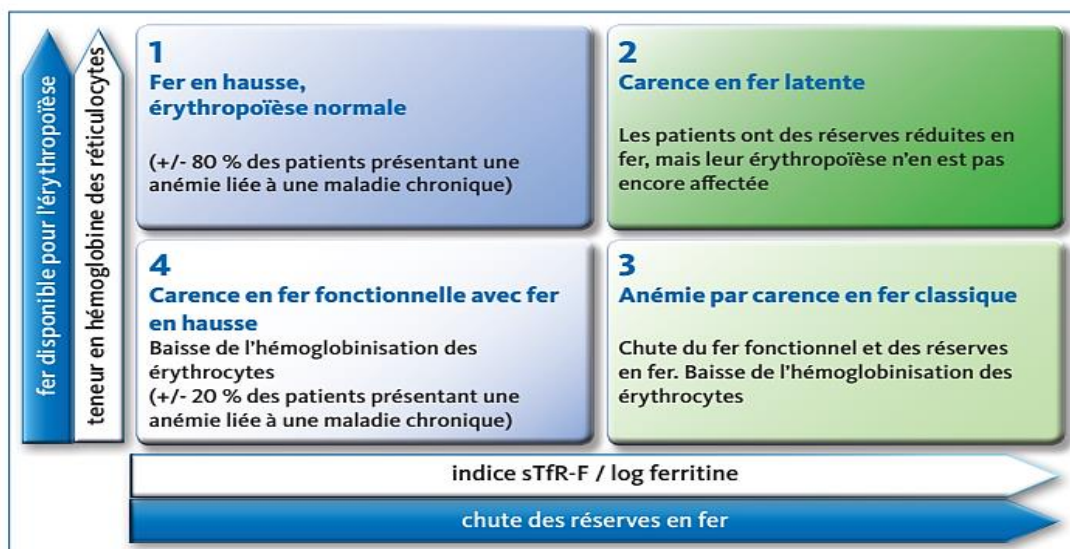 fer disponible pour l'érythropoïèse
teneur en hémoglobine des réticulocytes
1
Fer en hausse,
érythropoïèse normale
(+/- 80 % des patients présentant une
anémie liée à une maladie chronique)
2
Carence en fer latente
Les patients ont des réserves réduites en
fer, mais leur érythropoïèse n'en est pas
encore affectée
4
Carence en fer fonctionnelle avec fer
en hausse
Baisse de l'hémoglobinisation des
érythrocytes
(+/- 20 % des patients présentant une
anémie liée à une maladie chronique)
3
Anémie par carence en fer classique
Chute du fer fonctionnel et des réserves
en fer. Baisse de l'hémoglobinisation des
érythrocytes
indice sTfR-F / log ferritine
chute des réserves en fer